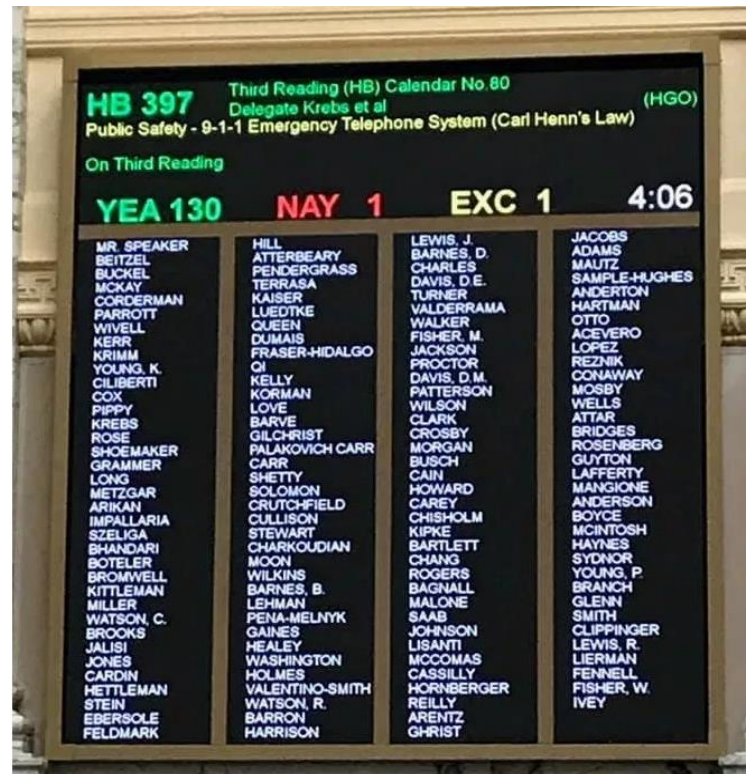 HB 397
Third Reading (HB) Calendar No.80
Delegate Krebs et al
(HGO)
Public Safety - 9-1-1 Emergency Telephone System (Carl Henn's Law)
On Third Reading
YEA 130 NAY 1 EXC 1 4:06
MR. SPEAKER
BEITZEL
BUCKEL
MCKAY
CORDERMAN
PARROTT
WIVELL
KERR
KRIMM
YOUNG, K.
CILIBERTI
COX
PIPPY
KREBS
ROSE
SHOEMAKER
GRAMMER
LONG
METZGAR
ARIKAN
IMPALLARIA
SZELIGA
BHANDARI
BOTELER
BROMWELL
KITTLEMAN
MILLER
WATSON, C.
BROOKS
JALISI
JONES
CARDIN
HETTLEMAN
STEIN
EBERSOLE
FELDMARK
HILL
ATTERBEARY
PENDERGRASS
TERRASA
KAISER
LUEDTKE
QUEEN
DUMAIS
FRASER-HIDALGO
QI
KELLY
KORMAN
LOVE
BARVE
GILCHRIST
PALAKOVICH CARR
CARR
SHETTY
SOLOMON
CRUTCHFIELD
CULLISON
STEWART
CHARKOUDIAN
MOON
WILKINS
BARNES, B.
LEHMAN
PENA-MELNYK
GAINES
HEALEY
WASHINGTON
HOLMES
VALENTINO-SMITH
WATSON, R.
BARRON
HARRISON
LEWIS, J.
BARNES, D.
CHARLES
DAVIS, D.E.
TURNER
VALDERRAMA
WALKER
FISHER, M.
JACKSON
PROCTOR
DAVIS, D.M.
PATTERSON
WILSON
CLARK
CROSBY
MORGAN
BUSCH
CAIN
HOWARD
CAREY
CHISHOLM
KIPKE
BARTLETT
CHANG
ROGERS
BAGNALL
MALONE
SAAB
JOHNSON
LISANTI
MCCOMAS
CASSILLY
HORNBERGER
REILLY
ARENTZ
GHRIST
JACOBS
ADAMS
MAUTZ
SAMPLE-HUGHES
ANDERTON
HARTMAN
OTTO
ACEVERO
LOPEZ
REZNIK
CONAWAY
MOSBY
WELLS
ATTAR
BRIDGES
ROSENBERG
GUYTON
LAFFERTY
MANGIONE
ANDERSON
BOYCE
MCINTOSH
HAYNES
SYDNOR
YOUNG, P.
BRANCH
GLENN
SMITH
CLIPPINGER
LEWIS, R.
LIERMAN
FENNELL
FISHER, W.
IVEY